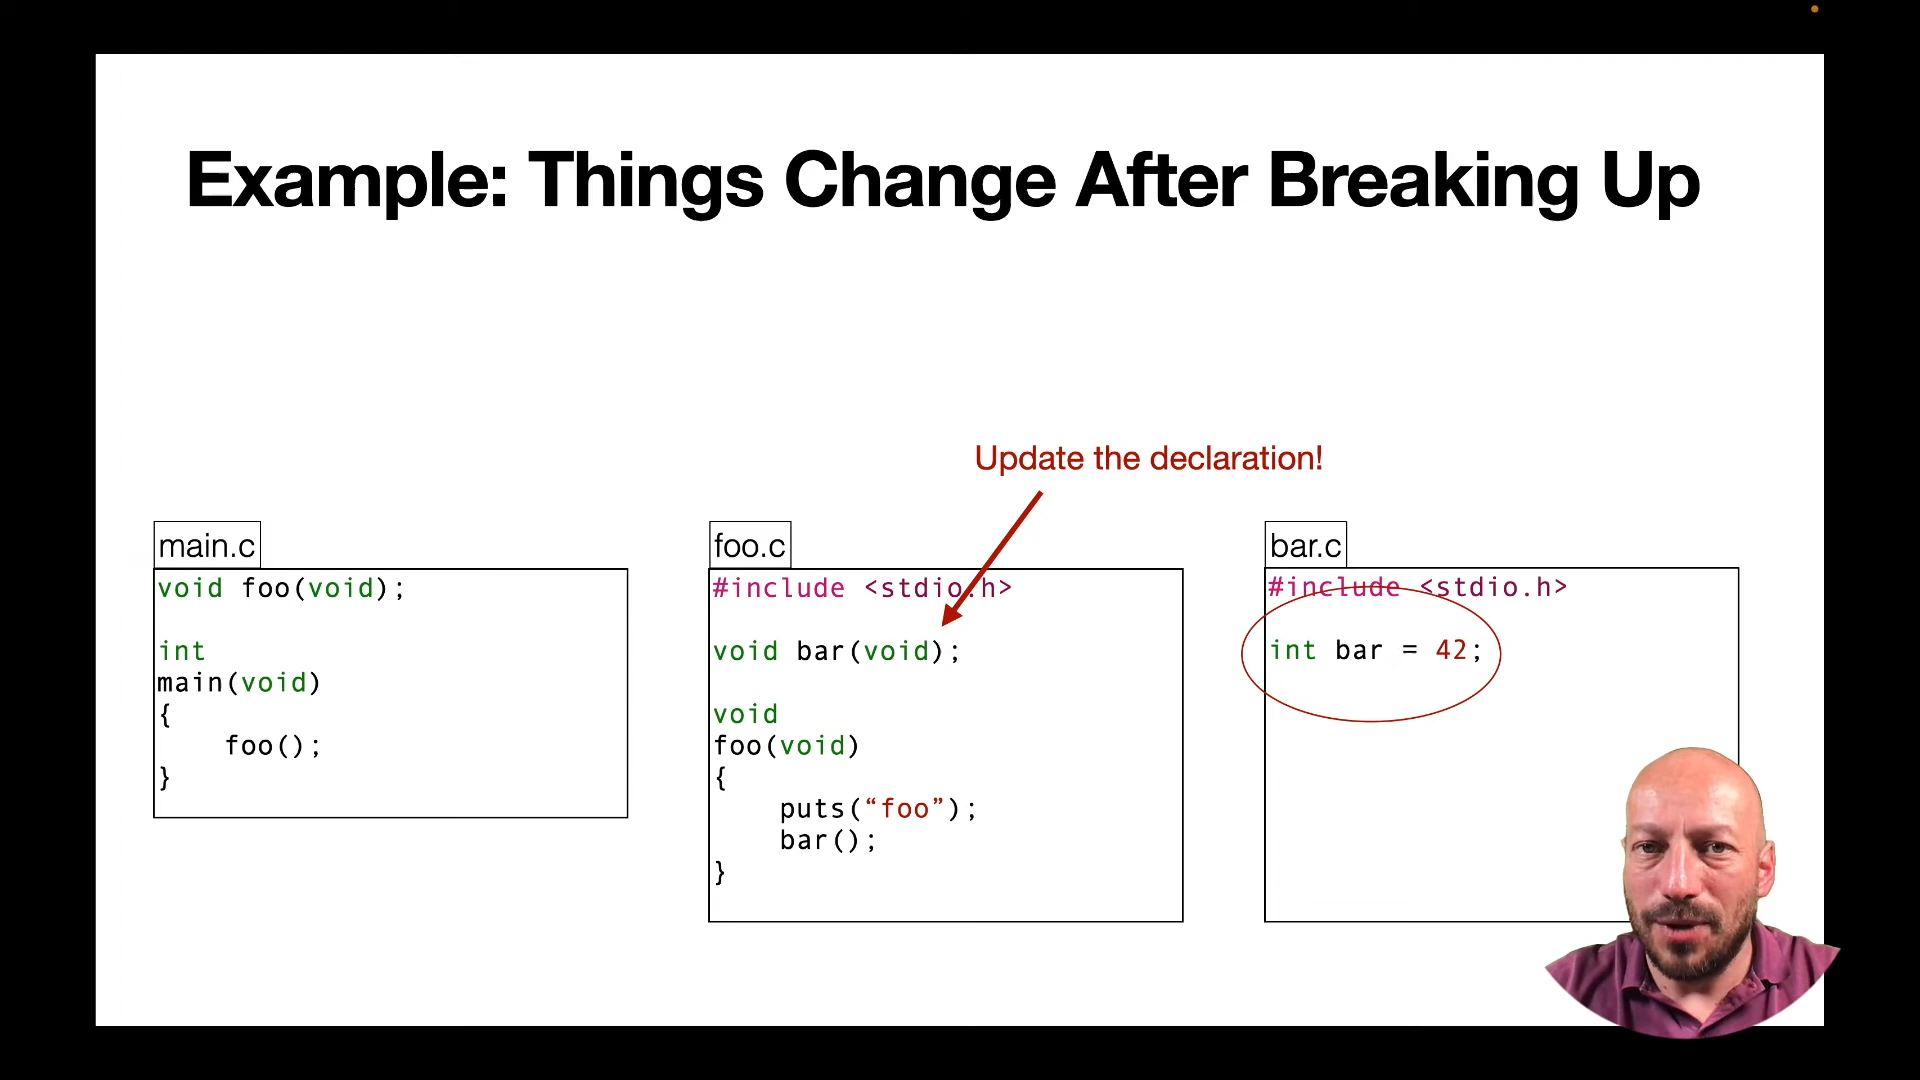 Example: Things Change After Breaking Up
Update the declaration!
main.c
void foo(void);
int
main(void)
{
    foo();
}
foo.c
#include <stdio.h>
void bar(void);
void
foo(void)
{
    puts(“foo”);
    bar();
}
bar.c
#include <stdio.h>
int bar = 42;